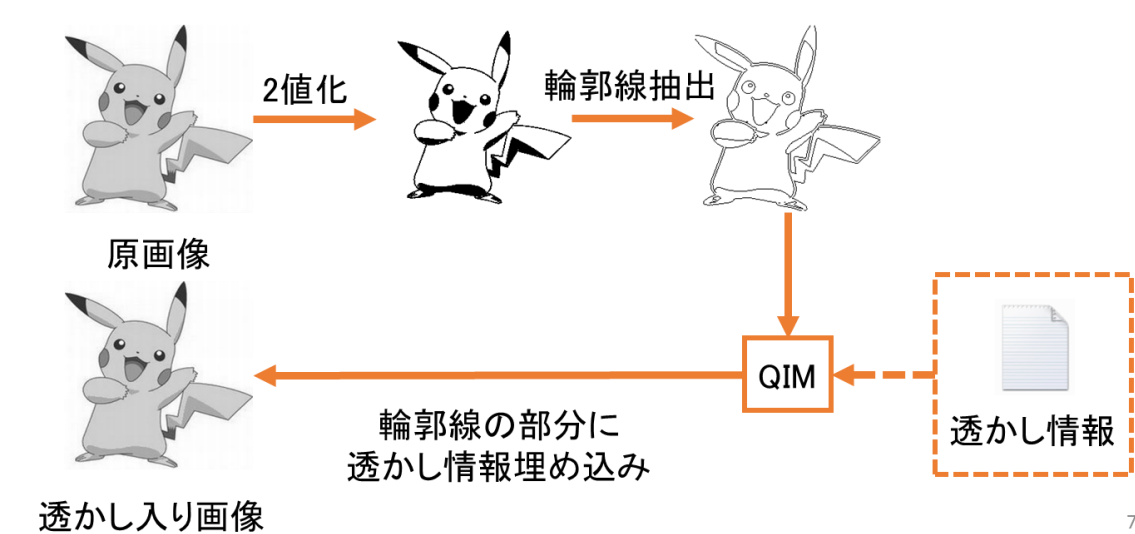 2値化
輪郭線抽出
原画像
QIM
透かし情報
輪郭線の部分に
透かし情報埋め込み
透かし入り画像
7